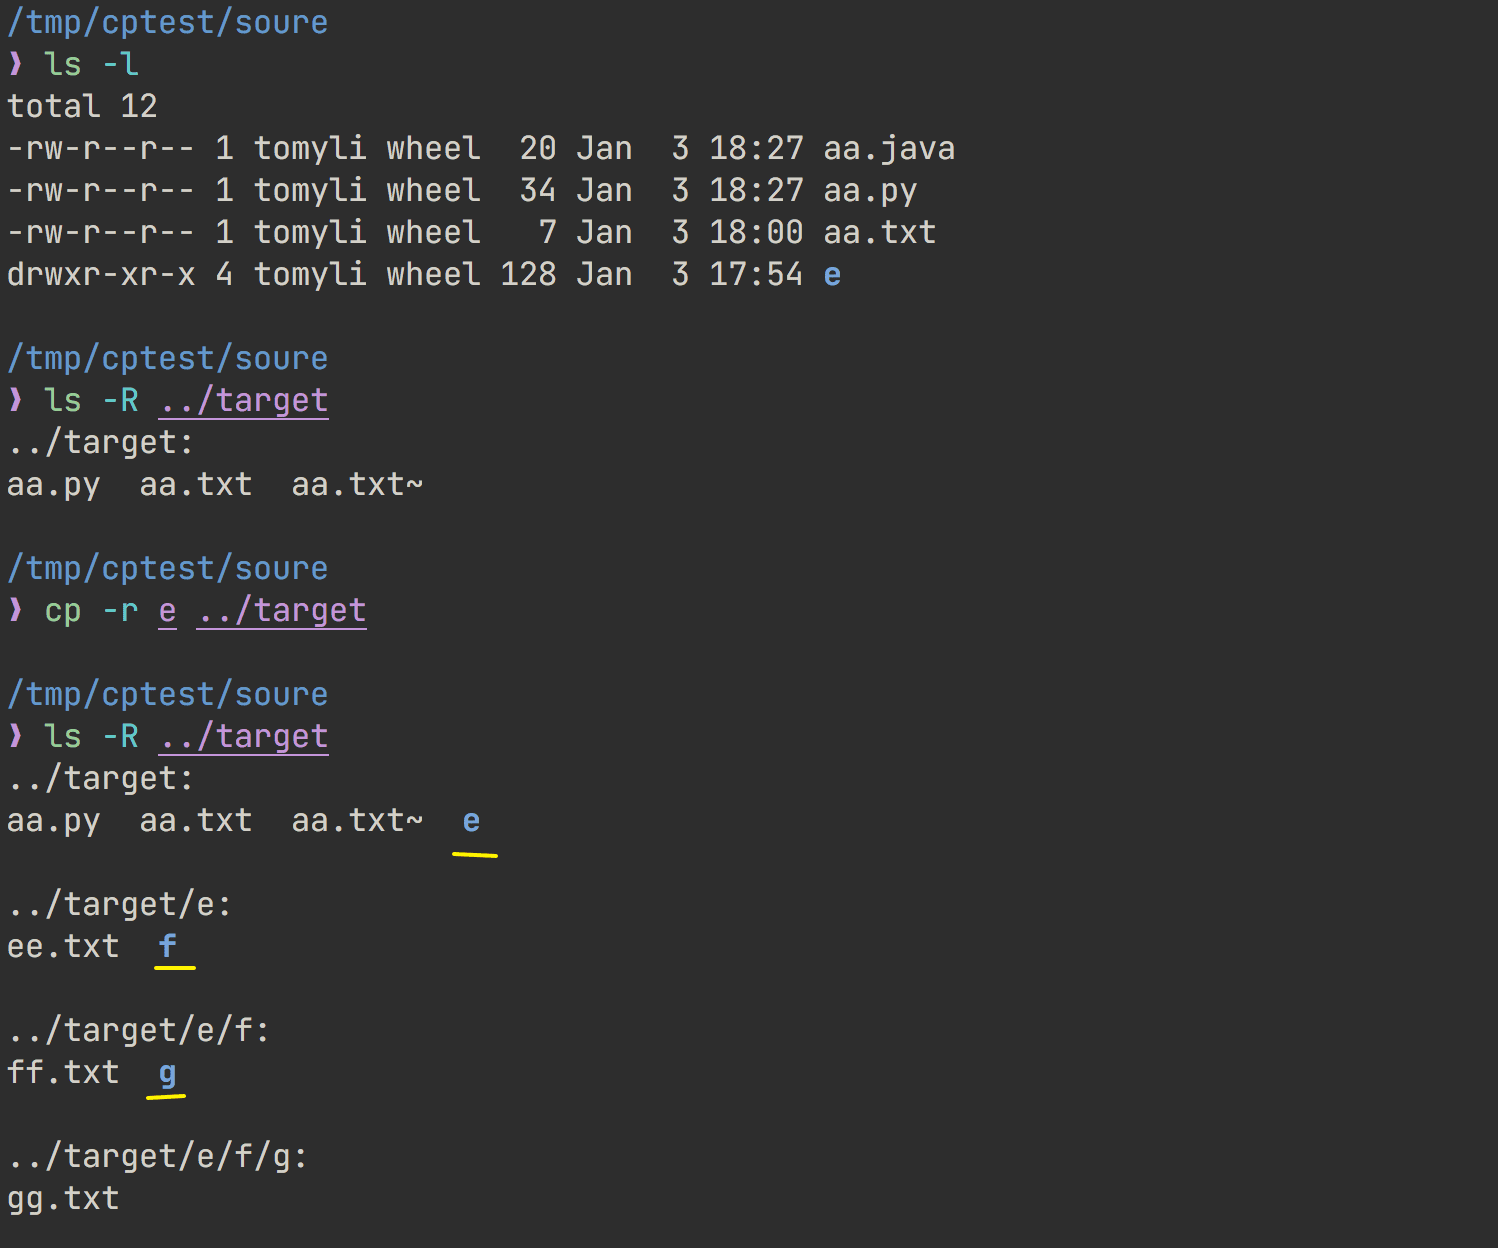 /tmp/cptest/soure
❯ ls -l
total 12
-rw-r--r-- 1 tomyli wheel  20 Jan  3 18:27 aa.java
-rw-r--r-- 1 tomyli wheel  34 Jan  3 18:27 aa.py
-rw-r--r-- 1 tomyli wheel   7 Jan  3 18:00 aa.txt
drwxr-xr-x 4 tomyli wheel 128 Jan  3 17:54 e
/tmp/cptest/soure
❯ ls -R ../target
../target:
aa.py  aa.txt  aa.txt~
/tmp/cptest/soure
❯ cp -r e ../target
/tmp/cptest/soure
❯ ls -R ../target
../target:
aa.py  aa.txt  aa.txt~  e
../target/e:
ee.txt  f
../target/e/f:
ff.txt  g
../target/e/f/g:
gg.txt